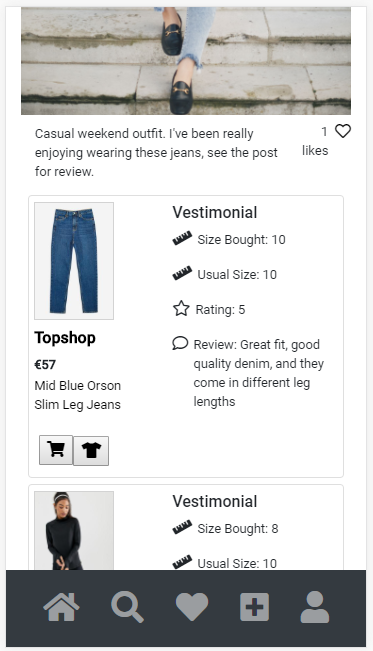 Casual weekend outfit. I've been really
enjoying wearing these jeans, see the post
for review.
1
likes
Vestimonial
Size Bought: 10
Usual Size: 10
Rating: 5
Review: Great fit, good
quality denim, and they
come in different leg
lengths
Topshop
€57
Mid Blue Orson
Slim Leg Jeans
Vestimonial
Size Bought: 8
Usual Size: 10